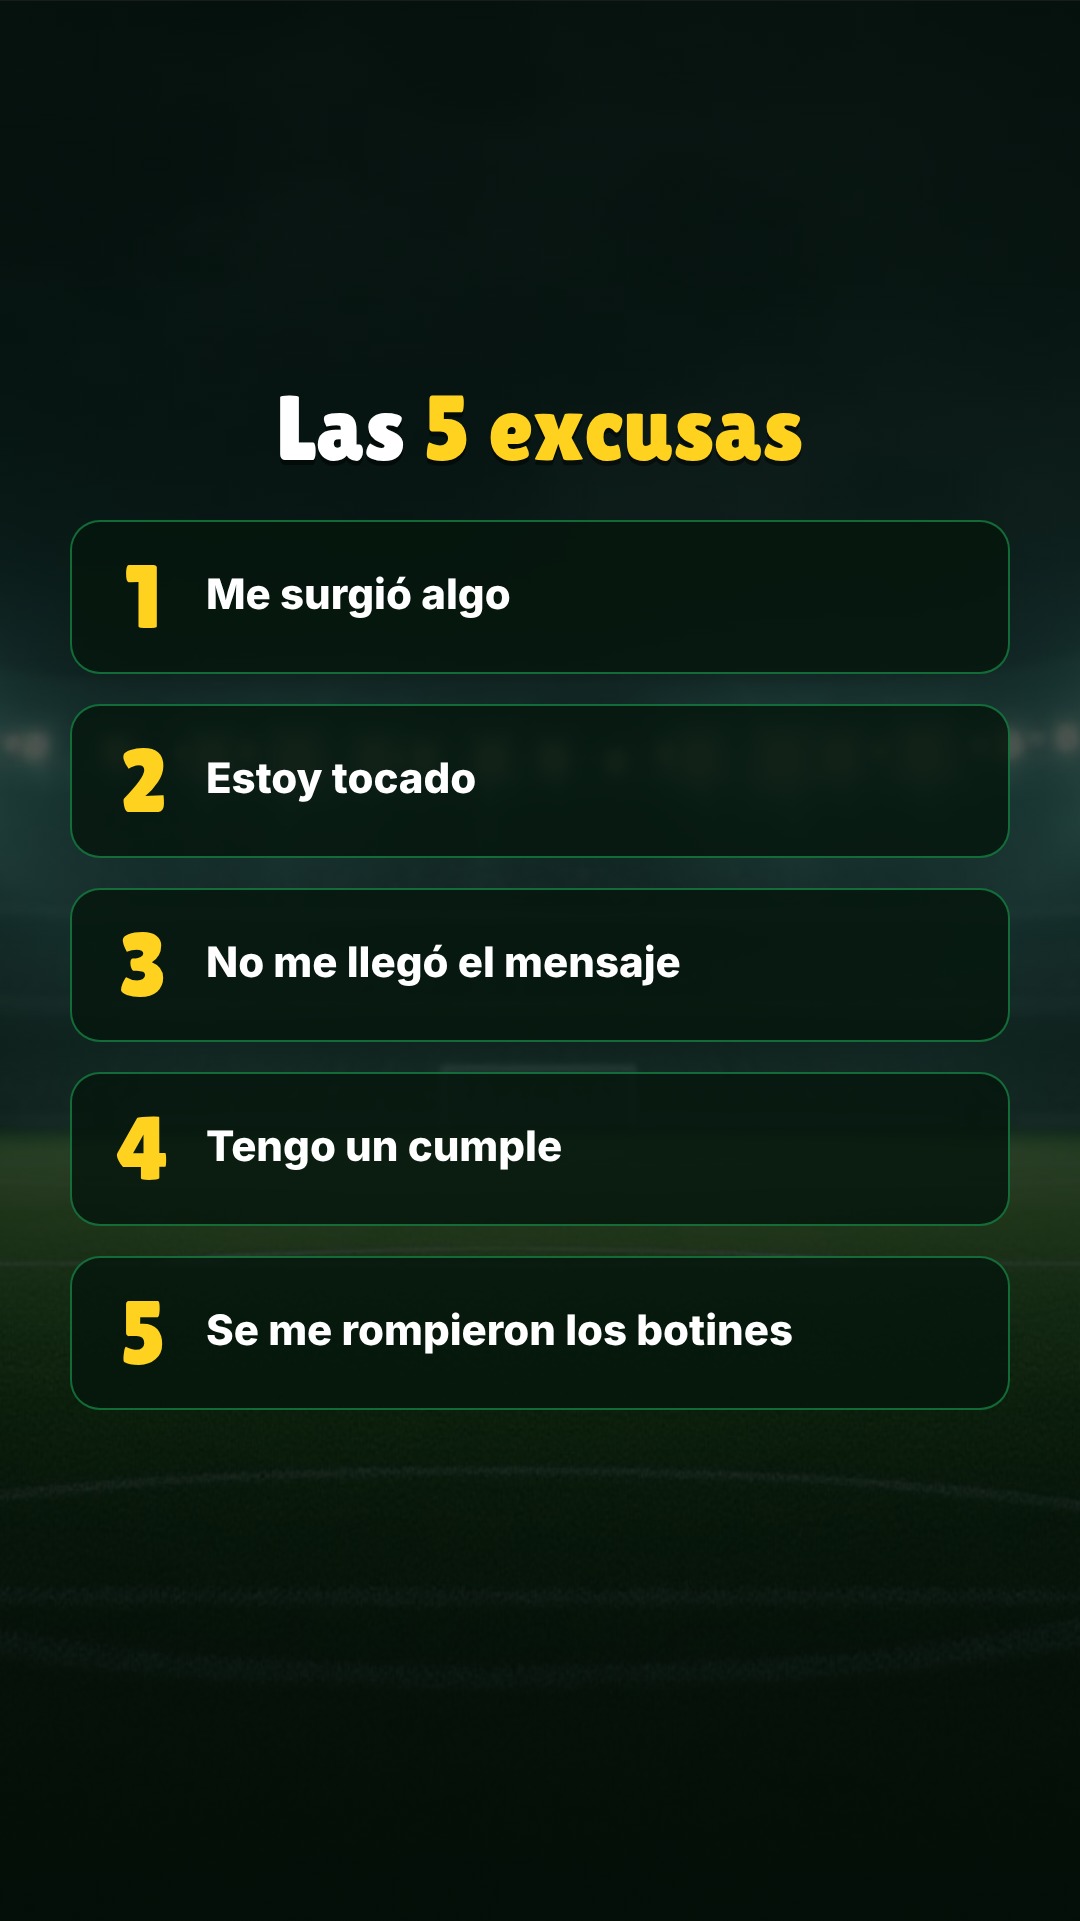 Las 5 excusas
1 Me surgió algo
2 Estoy tocado
3 No me llegó el mensaje
4 Tengo un cumple
5 Se me rompieron los botines